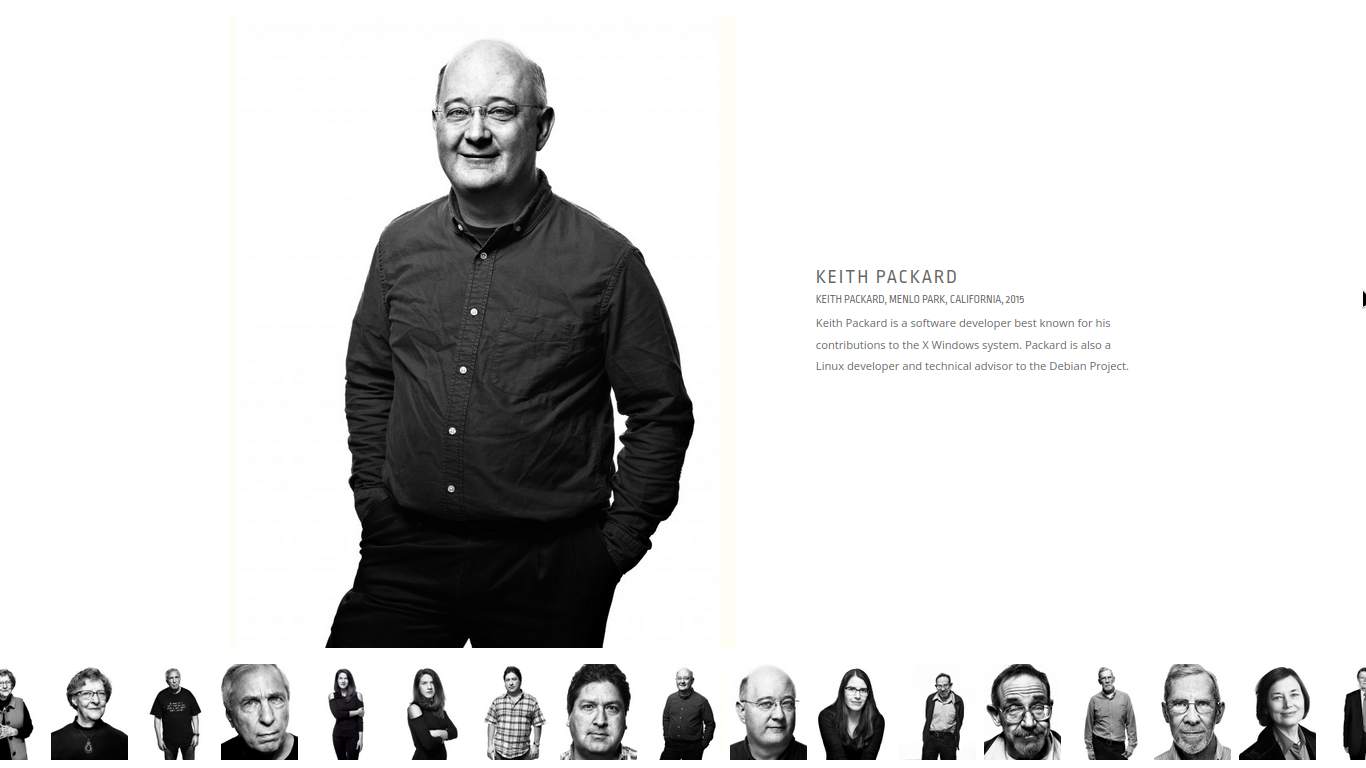 KEITH PACKARD
KEITH PACKARD, MENLO PARK, CALIFORNIA, 2015
Keith Packard is a software developer best known for his
contributions to the X Windows system. Packard is also a
Linux developer and technical advisor to the Debian Project.